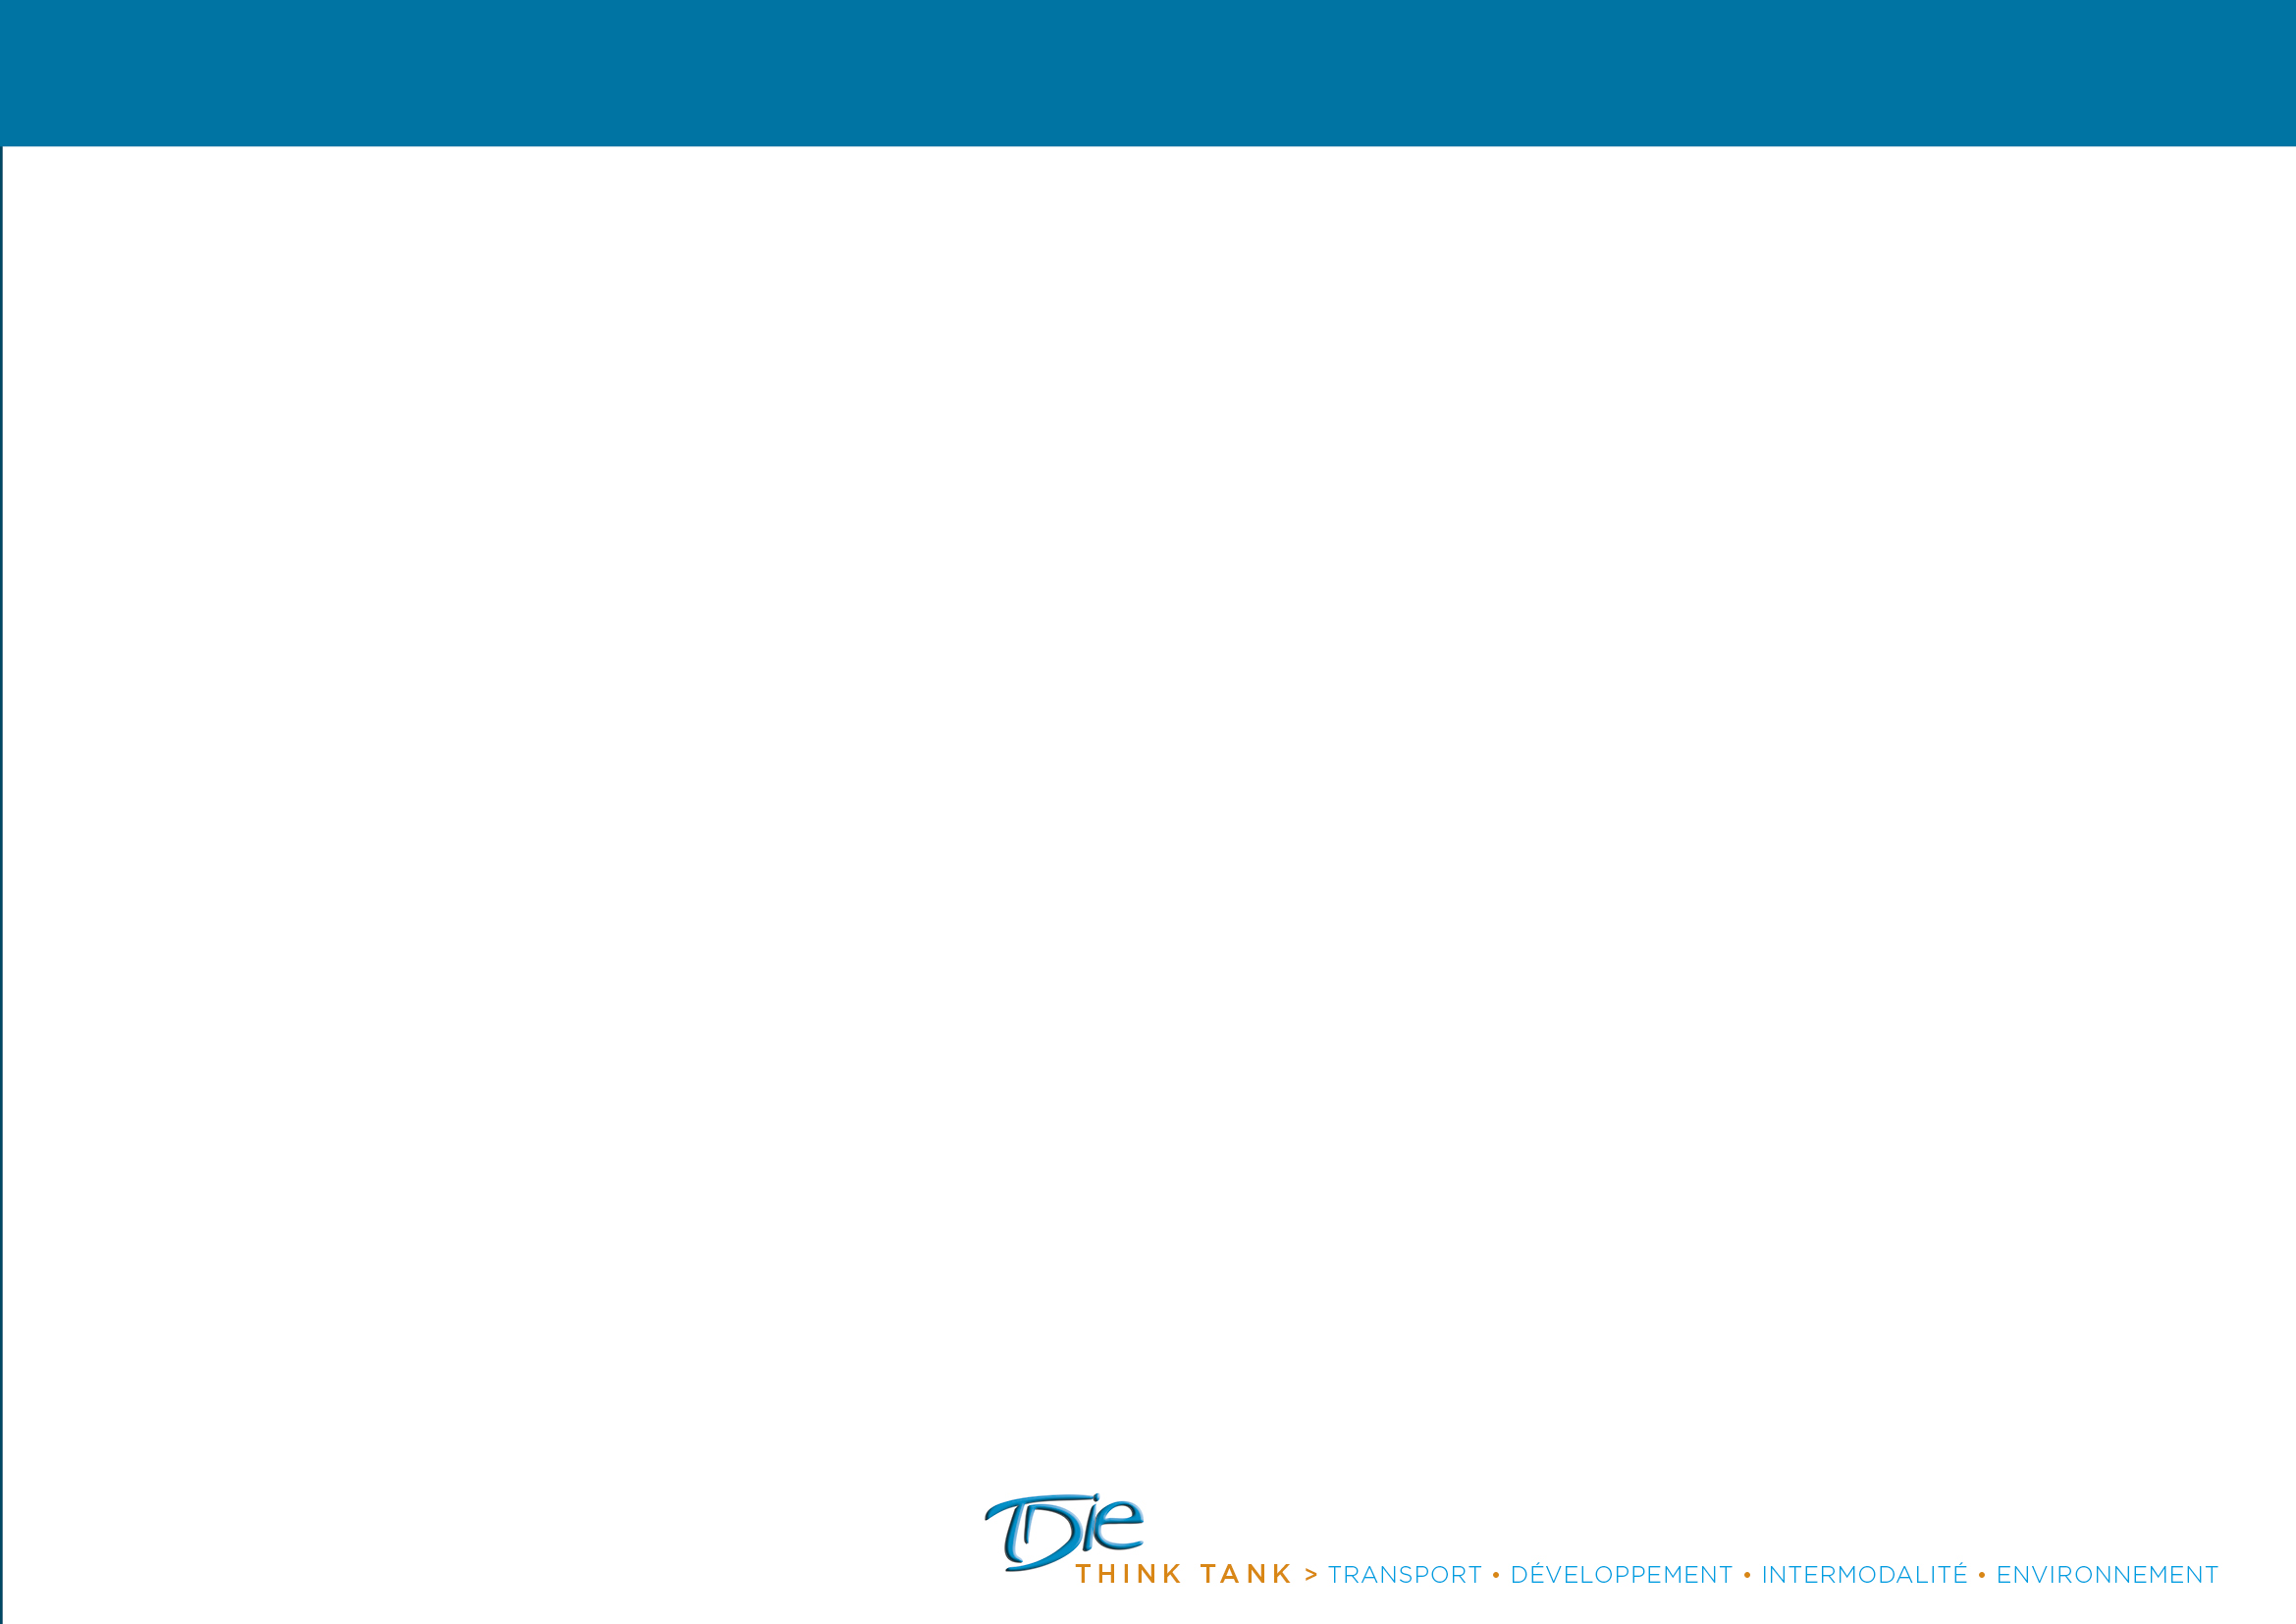 TDie
THINK TANK > TRANSPORT • DÉVELOPPEMENT • INTERMODALITÉ • ENVIRONNEMENT